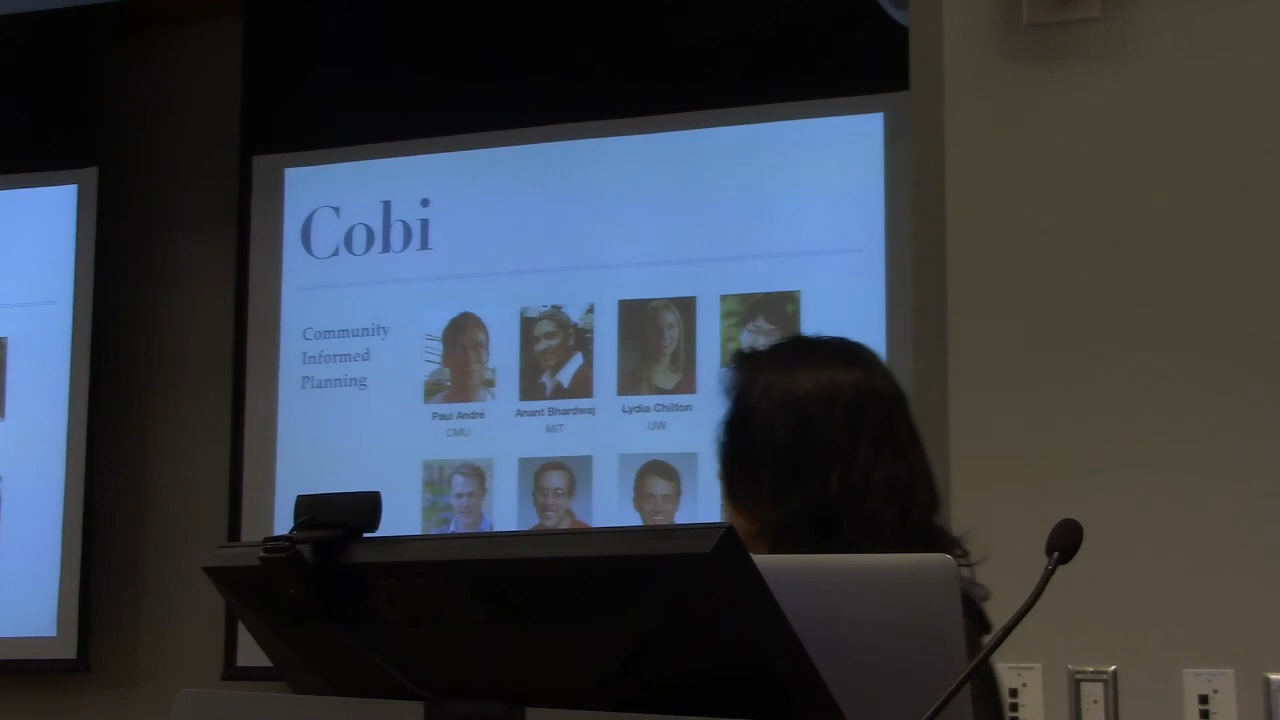 Cobi
Community
Informed
Planning
Paul André
Anant Bhardwaj
Lydia Chilton
CMU
MIT
UW